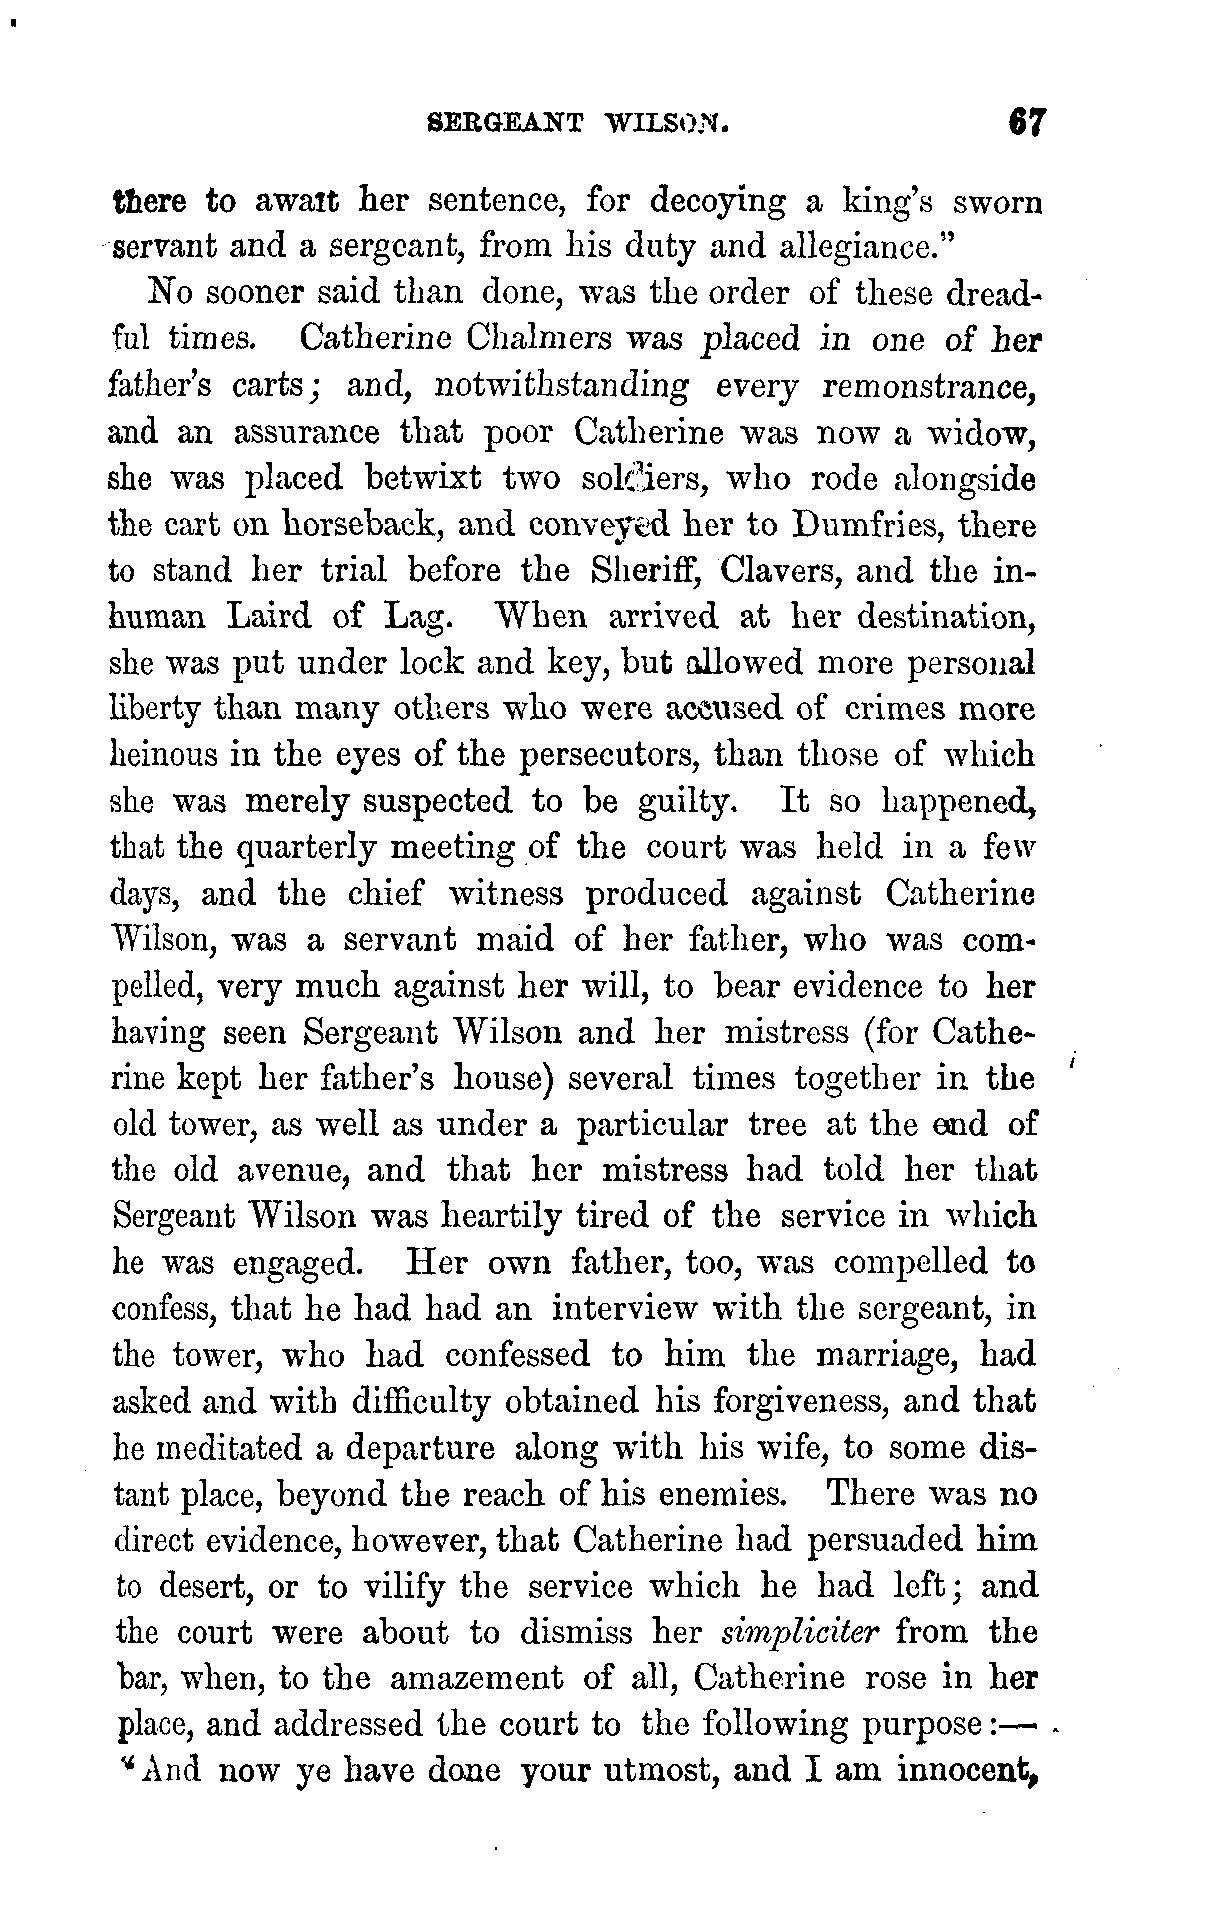 SERGEANT WILSON. 67
there to await her sentence, for decoying a king's sworn
servant and a sergeant, from his duty and allegiance."
No sooner said than done, was the order of these dread-
ful times. Catherine Chalmers was placed in one of her
father's carts; and, notwithstanding every remonstrance,
and an assurance that poor Catherine was now a widow,
she was placed betwixt two soldiers, who rode alongside
the cart on horseback, and conveyed her to Dumfries, there
to stand her trial before the Sheriff, Clavers, and the in-
human Laird of Lag. When arrived at her destination,
she was put under lock and key, but allowed more personal
liberty than many others who were accused of crimes more
heinous in the eyes of the persecutors, than those of which
she was merely suspected to be guilty. It so happened,
that the quarterly meeting of the court was held in a few
days, and the chief witness produced against Catherine
Wilson, was a servant maid of her father, who was com-
pelled, very much against her will, to bear evidence to her
having seen Sergeant Wilson and her mistress (for Cathe-
rine kept her father's house) several times together in the
old tower, as well as under a particular tree at the end of
the old avenue, and that her mistress had told her that
Sergeant Wilson was heartily tired of the service in which
he was engaged. Her own father, too, was compelled to
confess, that he had had an interview with the sergeant, in
the tower, who had confessed to him the marriage, had
asked and with difficulty obtained his forgiveness, and that
he meditated a departure along with his wife, to some dis-
tant place, beyond the reach of his enemies. There was no
direct evidence, however, that Catherine had persuaded him
to desert, or to vilify the service which he had left; and
the court were about to dismiss her simpliciter from the
bar, when, to the amazement of all, Catherine rose in her
place, and addressed the court to the following purpose:—
"And now ye have done your utmost, and I am innocent,